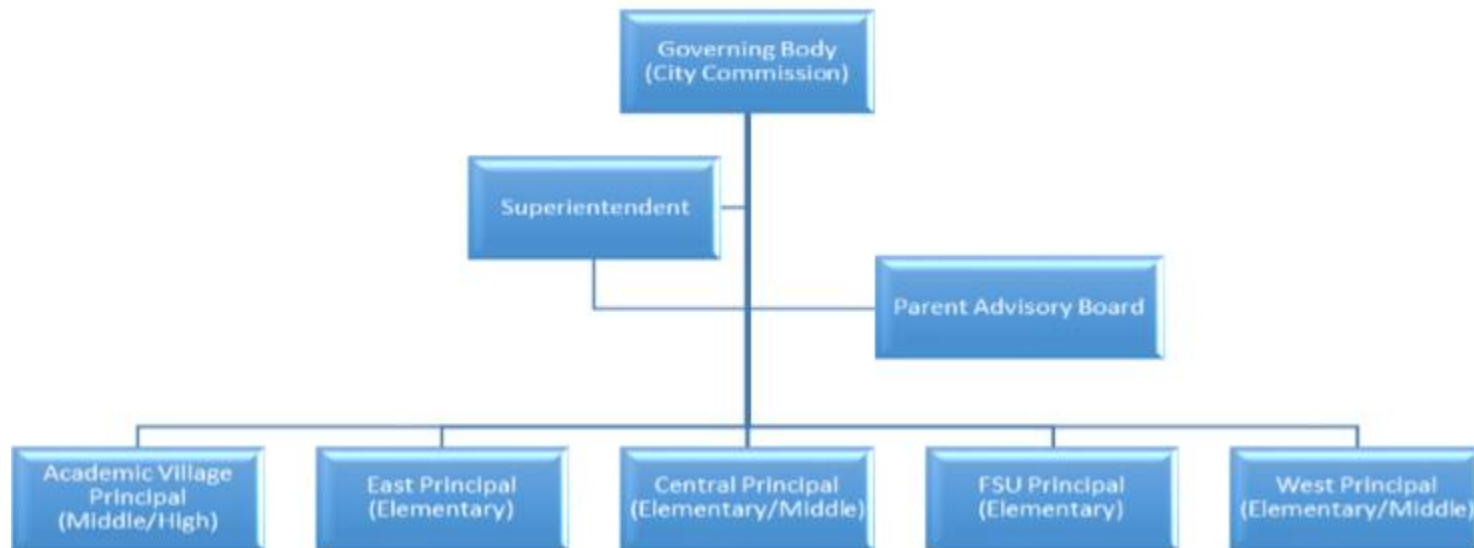 Governing Body
(City Commission)
Superientendent
Parent Advisory Board
Academic Village
Principal
(Middle/High)
East Principal
(Elementary)
Central Principal
(Elementary/Middle)
FSU Principal
(Elementary)
West Principal
(Elementary/Middle)